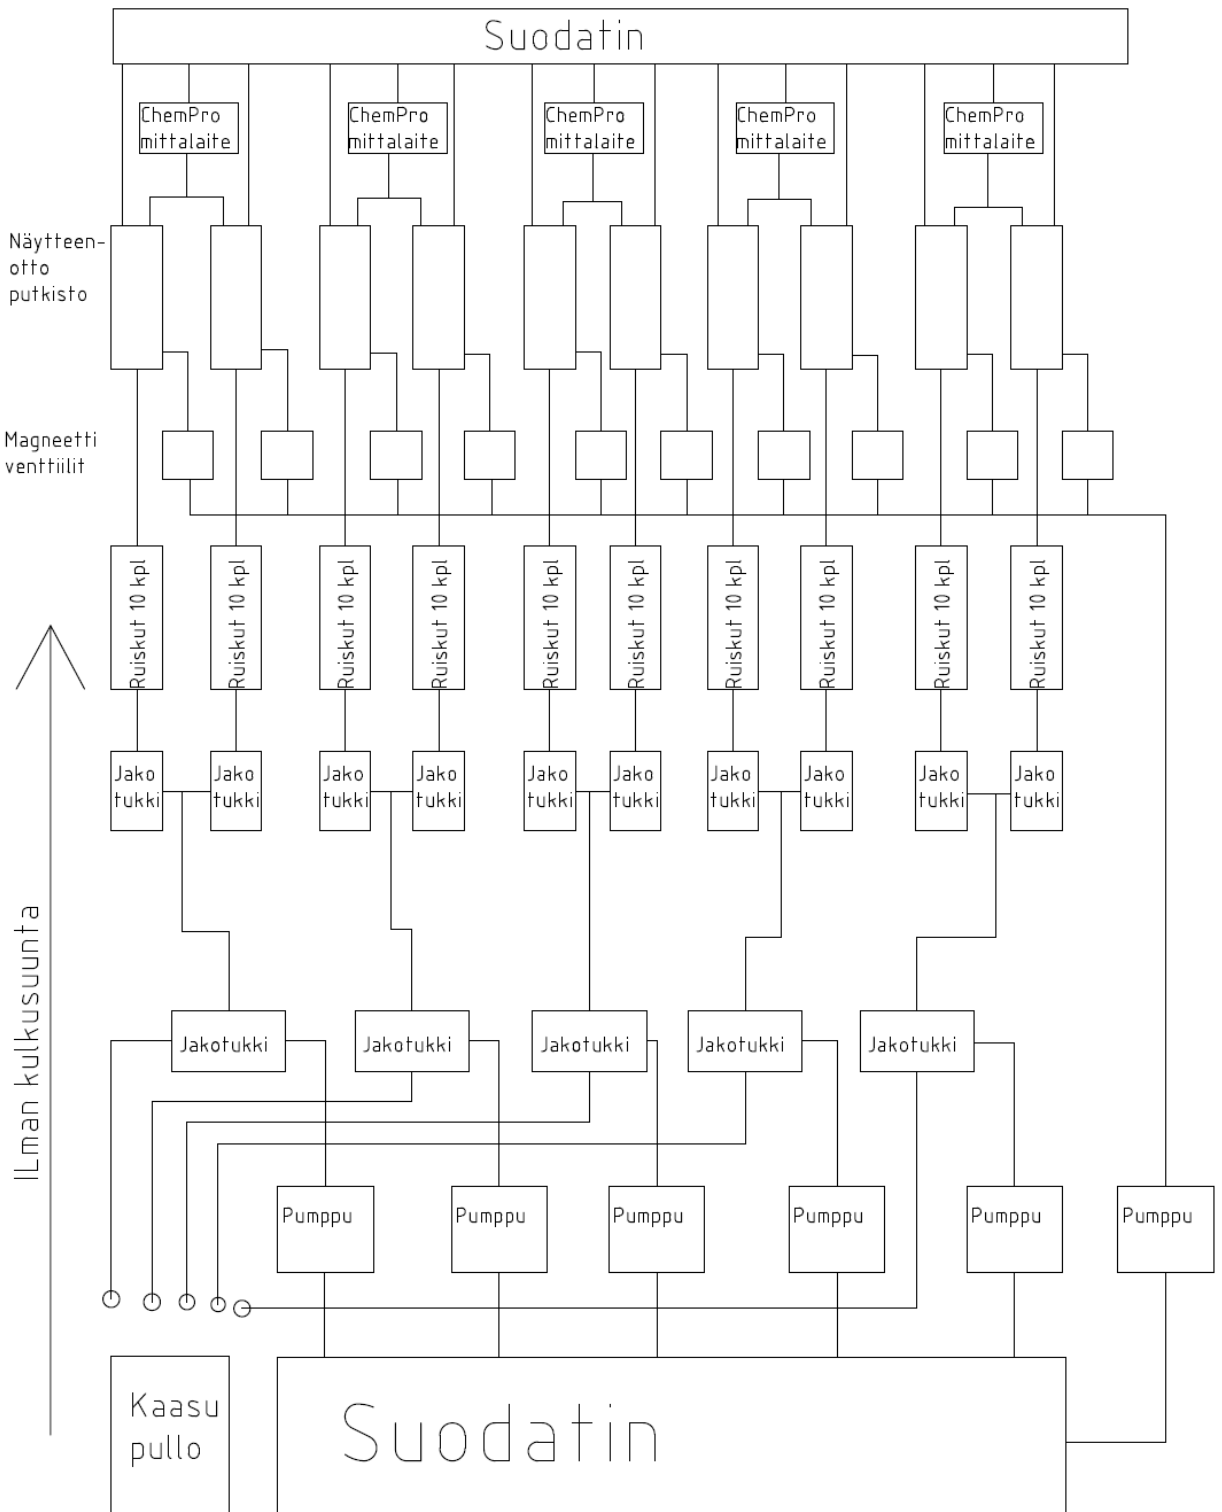 Suodatin
ChemPro
mittalaite
ChemPro
mittalaite
ChemPro
mittalaite
ChemPro
mittalaite
ChemPro
mittalaite
Näytteen-
otto
putkisto
Magneetti
venttiilit
Ruiskut 10 kpl
Ruiskut 10 kpl
Ruiskut 10 kpl
Ruiskut 10 kpl
Ruiskut 10 kpl
Ruiskut 10 kpl
Ruiskut 10 kpl
Ruiskut 10 kpl
Ruiskut 10 kpl
Ruiskut 10 kpl
Jako
tukki
Jako
tukki
Jako
tukki
Jako
tukki
Jako
tukki
Jako
tukki
Jako
tukki
Jako
tukki
Jako
tukki
Jako
tukki
ILman kulkusuunta
Jakotukki
Jakotukki
Jakotukki
Jakotukki
Jakotukki
Pumppu
Pumppu
Pumppu
Pumppu
Pumppu
Pumppu
Kaasu
pullo
Suodatin